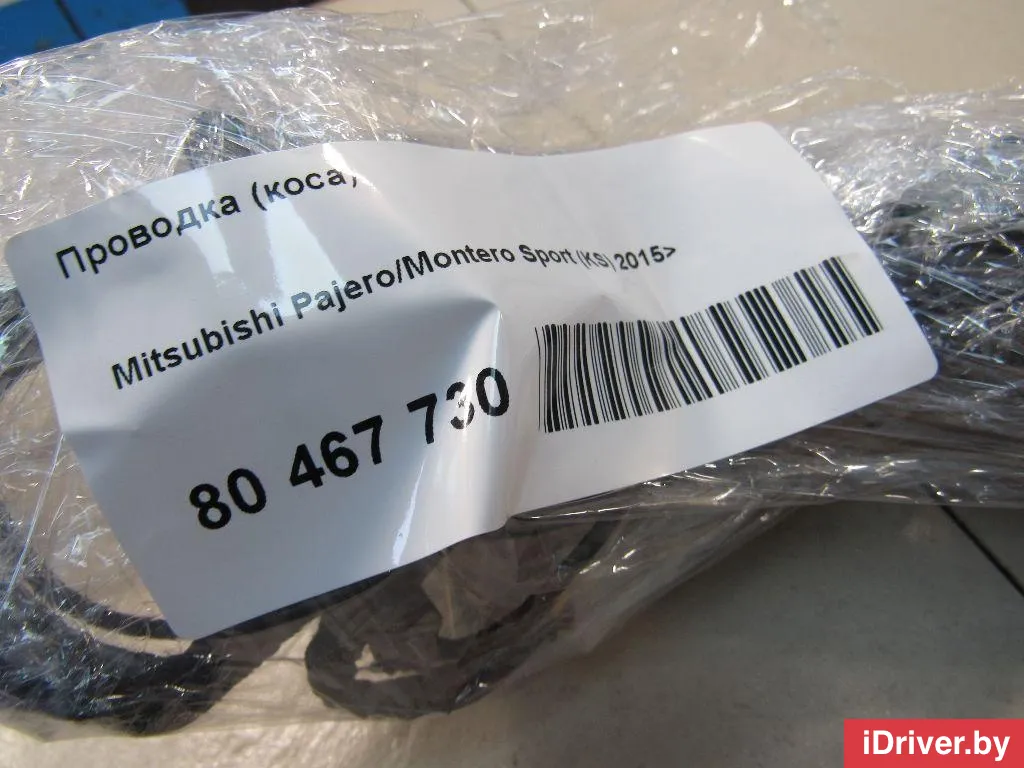 Проводка (коса)
Mitsubishi Pajero/Montero Sport (KS) 2015>
80 467 730
iDriver.by